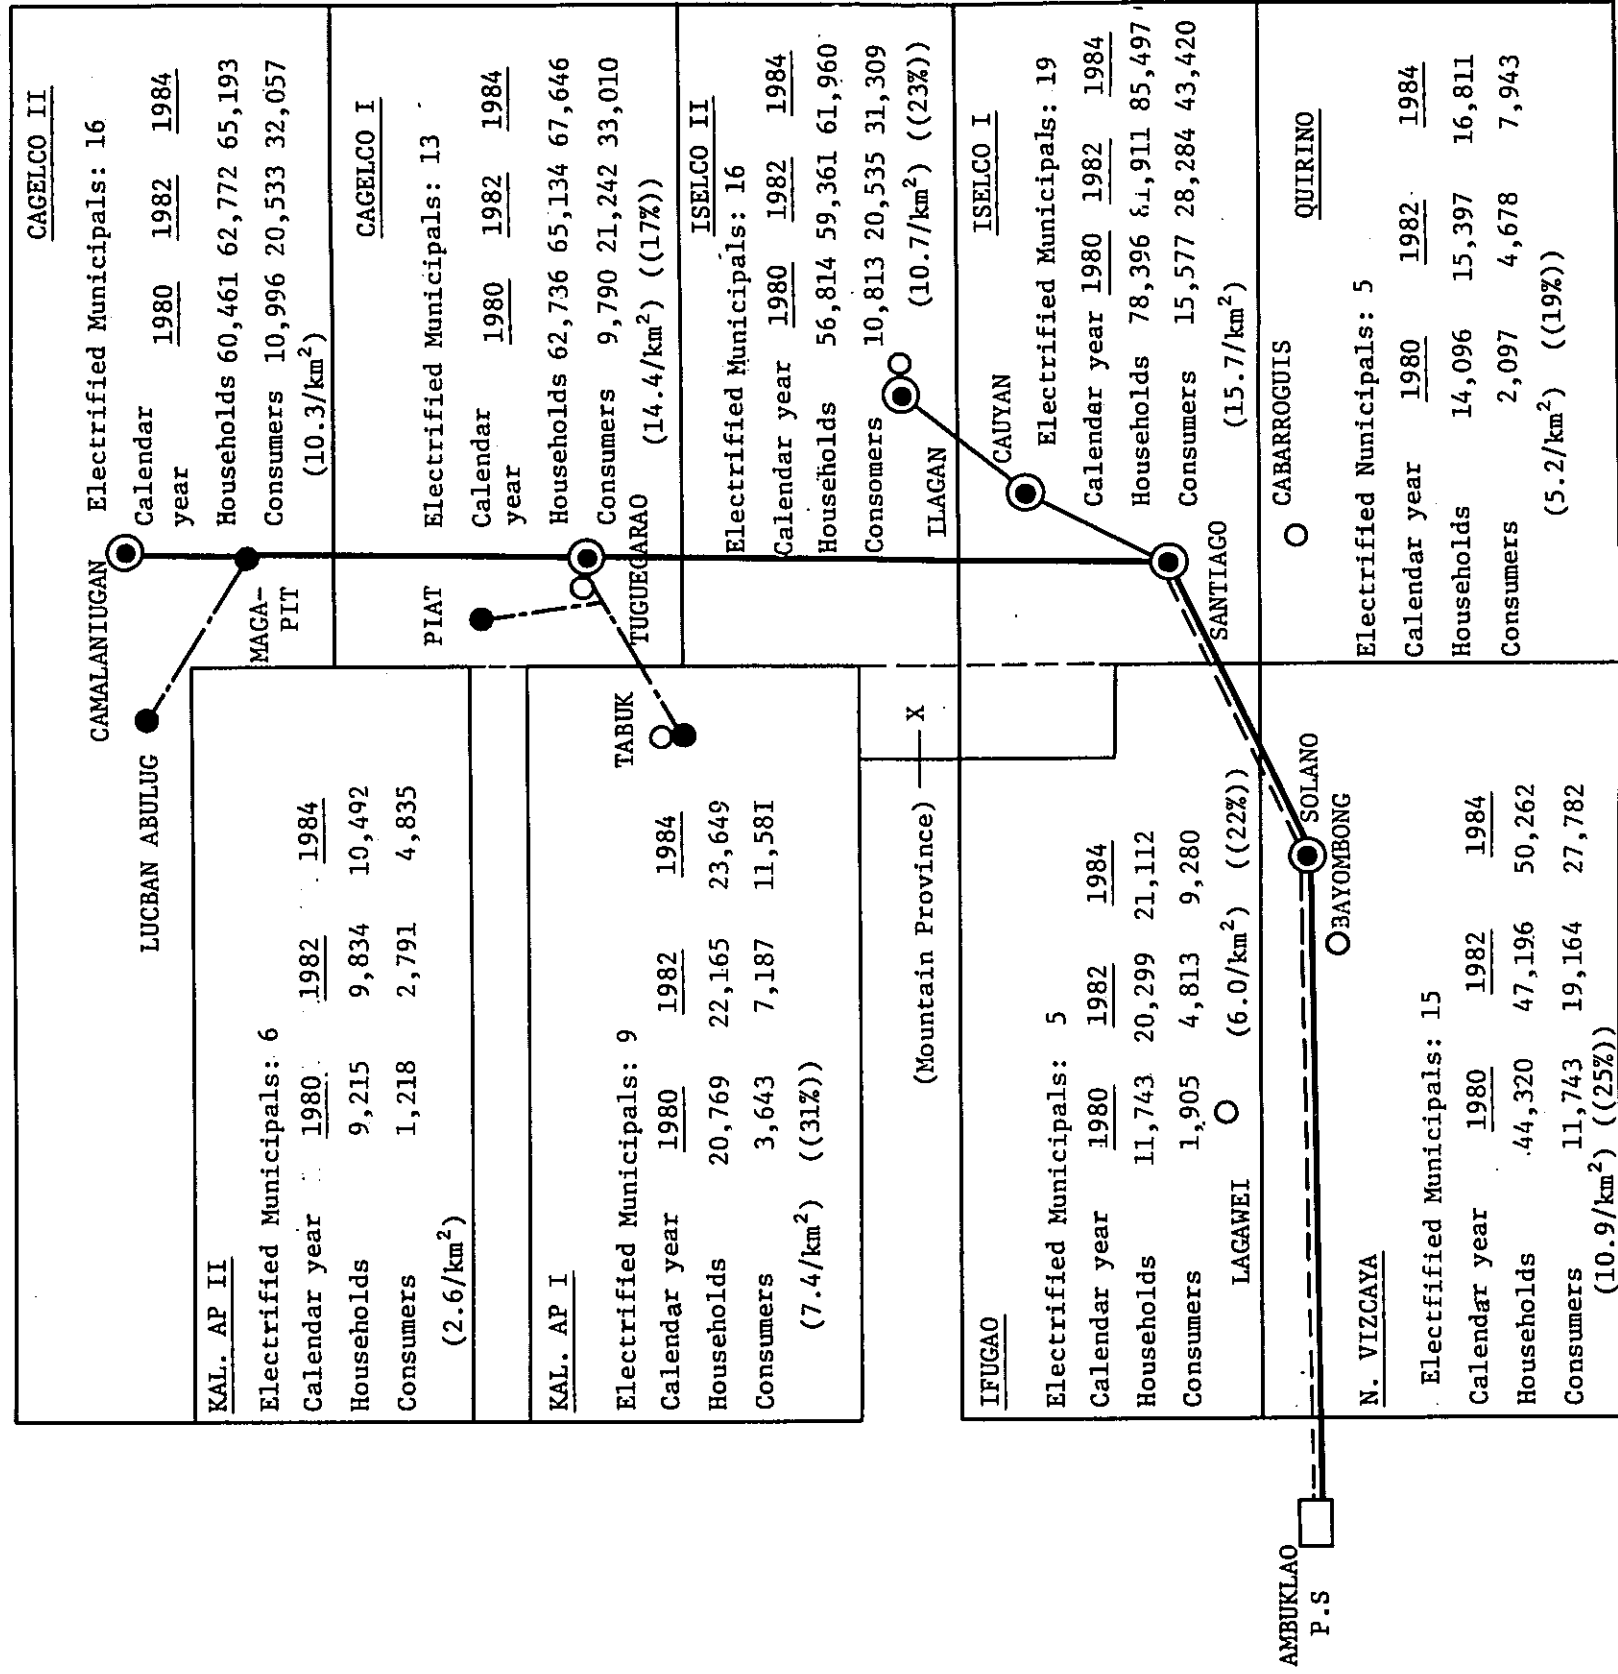 CAGELCO II
Electrified Municipals: 16
Calendar year 1980 1982 1984
Households 60,461 62,772 65,193
Consumers 10,996 20,533 32,057
(10.3/km²)
CAMALANIUGAN
LUCBAN ABULUG
MAGA-
PIT
CAGELCO I
Electrified Municipals: 13
Calendar year 1980 1982 1984
Households 62,736 65,134 67,646
Consumers 9,790 21,242 33,010
(14.4/km²) ((17%))
PIAT
TUGUEGARAO
KAL. AP II
Electrified Municipals: 6
Calendar year 1980 1982 1984
Households 9,215 9,834 10,492
Consumers 1,218 2,791 4,835
(2.6/km²)
KAL. AP I
Electrified Municipals: 9
Calendar year 1980 1982 1984
Households 20,769 22,165 23,649
Consumers 3,643 7,187 11,581
(7.4/km²) ((31%))
TABUK
ISELCO II
Electrified Municipals: 16
Calendar year 1980 1982 1984
Households 56,814 59,361 61,960
Consomers 10,813 20,535 31,309
(10.7/km²) ((23%))
ILAGAN
(Mountain Province) X
ISELCO I
CAUYAN
Electrified Municipals: 19
Calendar year 1980 1982 1984
Households 78,396 85,497
Consumers 15,577 28,284 43,420
(15.7/km²)
SANTIAGO
IFUGAO
Electrified Municipals: 5
Calendar year 1980 1982 1984
Households 11,743 20,299 21,112
Consumers 1,905 4,813 9,280
LAGAWEI (6.0/km²) ((22%))
QUIRINO
CABARROGUIS
Electrified Nunicipals: 5
Calendar year 1980 1982 1984
Households 14,096 15,397 16,811
Consumers 2,097 4,678 7,943
(5.2/km²) ((19%))
SOLANO
BAYOMBONG
N. VIZCAYA
Electfified Municipals: 15
Calendar year 1980 1982 1984
Households 44,320 47,196 50,262
Consumers 11,743 19,164 27,782
(10.9/km²) ((25%))
AMBUKLAO
P.S